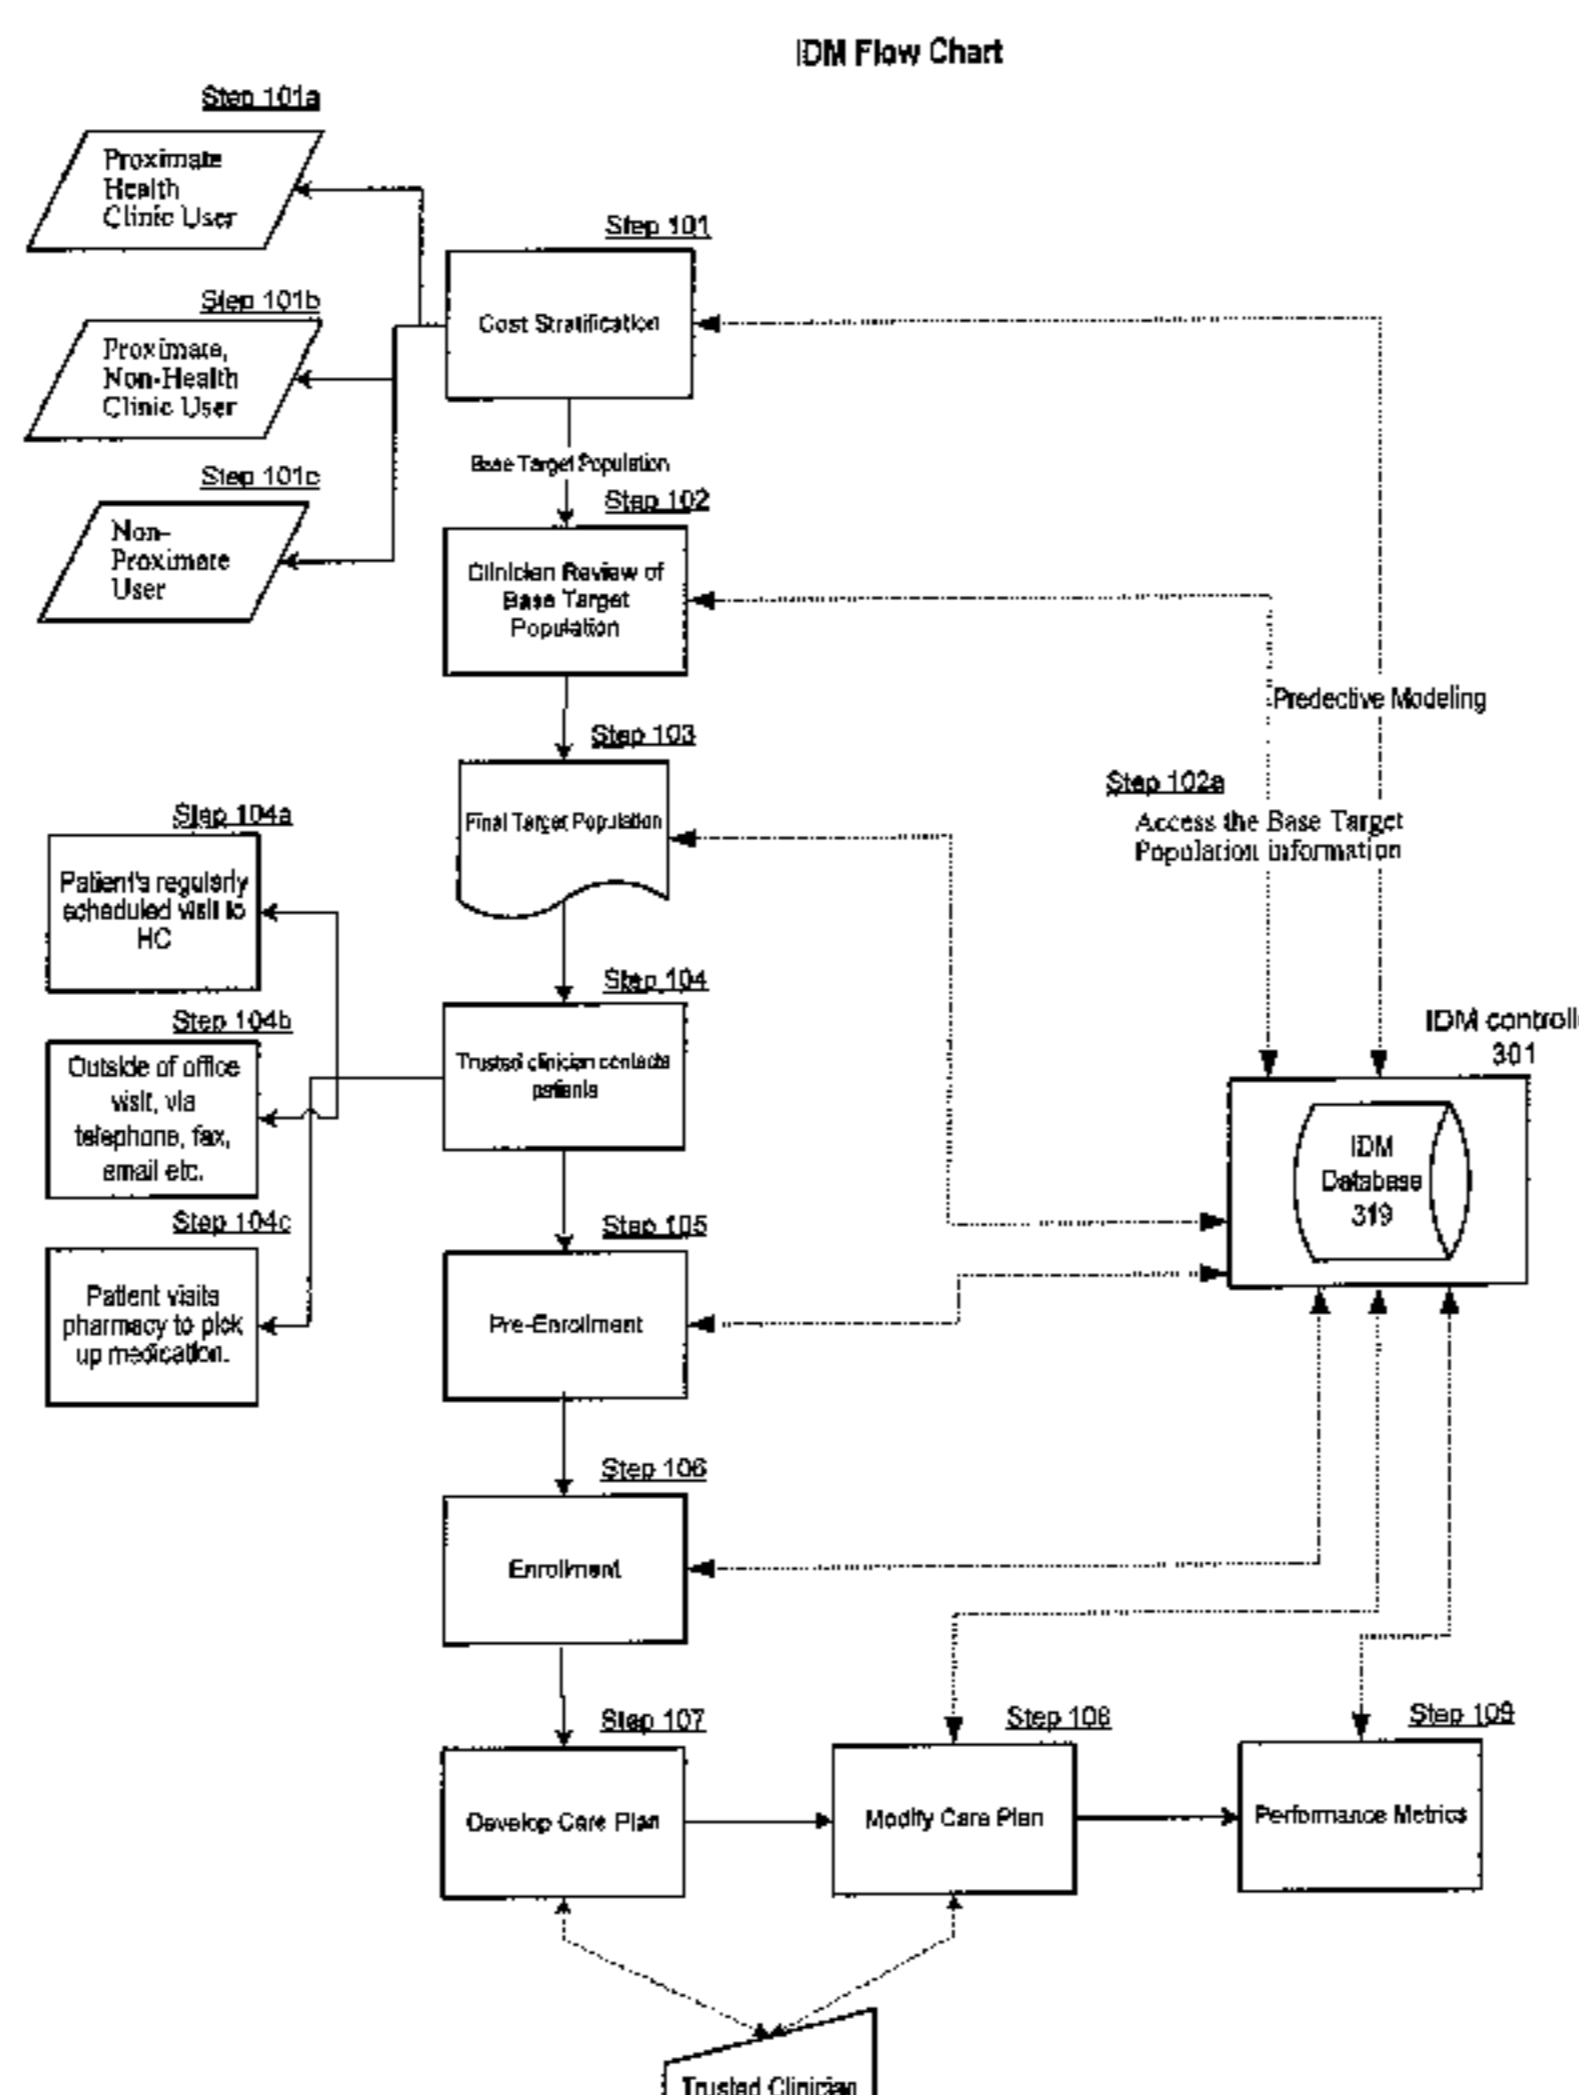 IDM Flow Chart
Step 101a
Proximate
Health
Clinic User
Step 101
Cost Stratification
Step 101b
Proximate,
Non-Health
Clinic User
Base Target Population
Step 101c
Non-
Proximate
User
Step 102
Clinician Review of
Base Target
Population
Predective Modeling
Step 102a
Access the Base Target
Population information
Step 103
Final Target Population
Step 104a
Patient's regularly
scheduled visit to
HC
Step 104
Trusted clinician contacts
patients
Step 104b
Outside of office
visit, via
telephone, fax,
email etc.
IDM controll
301
IDM
Database
319
Step 104c
Patient visits
pharmacy to pick
up medication.
Step 105
Pre-Enrollment
Step 106
Enrollment
Step 107
Develop Care Plan
Step 108
Modify Care Plan
Step 109
Performance Metrics
Trusted Clinician